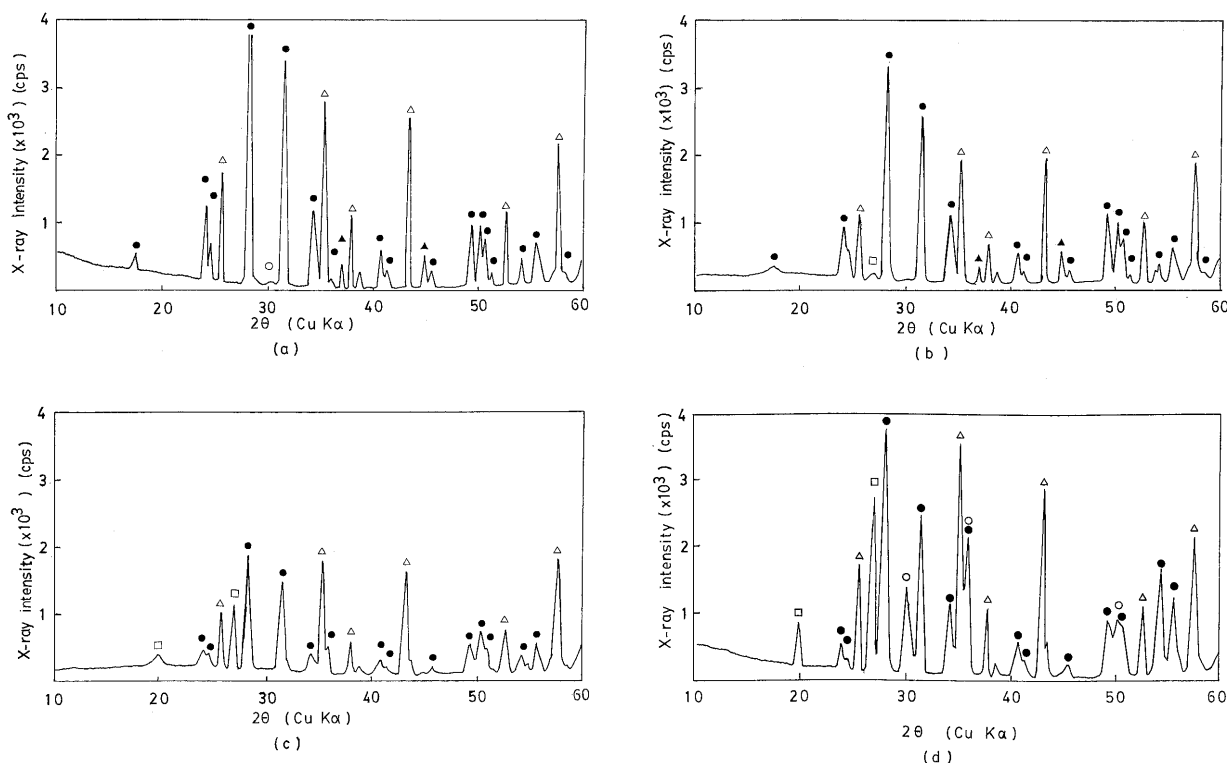 4
3
2
1
X-ray intensity (x10³) (cps)
10 20 30 40 50 60
2θ (Cu Kα)
(a)
4
3
2
1
X-ray intensity (x10³) (cps)
10 20 30 40 50 60
2θ (Cu Kα)
(b)
4
3
2
1
X-ray intensity (x10³) (cps)
10 20 30 40 50 60
2θ (Cu Kα)
(c)
4
3
2
1
X-ray intensity (x10³) (cps)
10 20 30 40 50 60
2θ (Cu Kα)
(d)